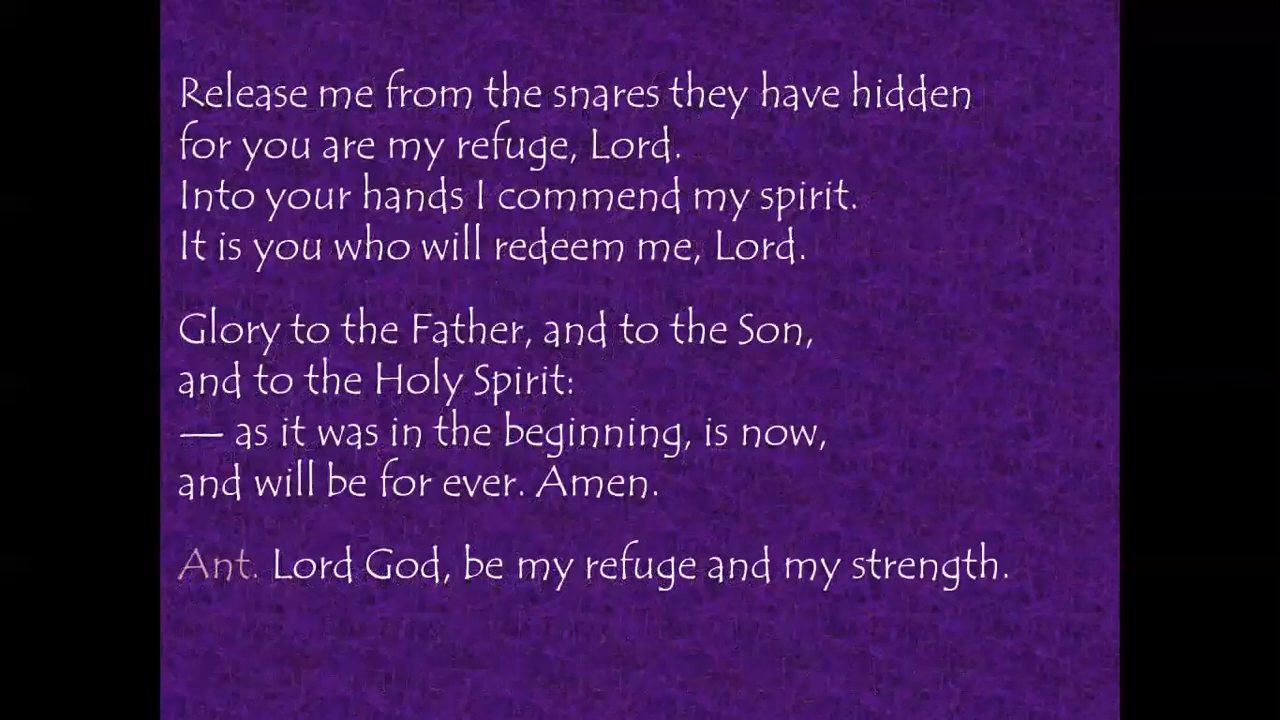 Release me from the snares they have hidden
for you are my refuge, Lord.
Into your hands I commend my spirit.
It is you who will redeem me, Lord.
Glory to the Father, and to the Son,
and to the Holy Spirit:
— as it was in the beginning, is now,
and will be for ever. Amen.
Ant. Lord God, be my refuge and my strength.